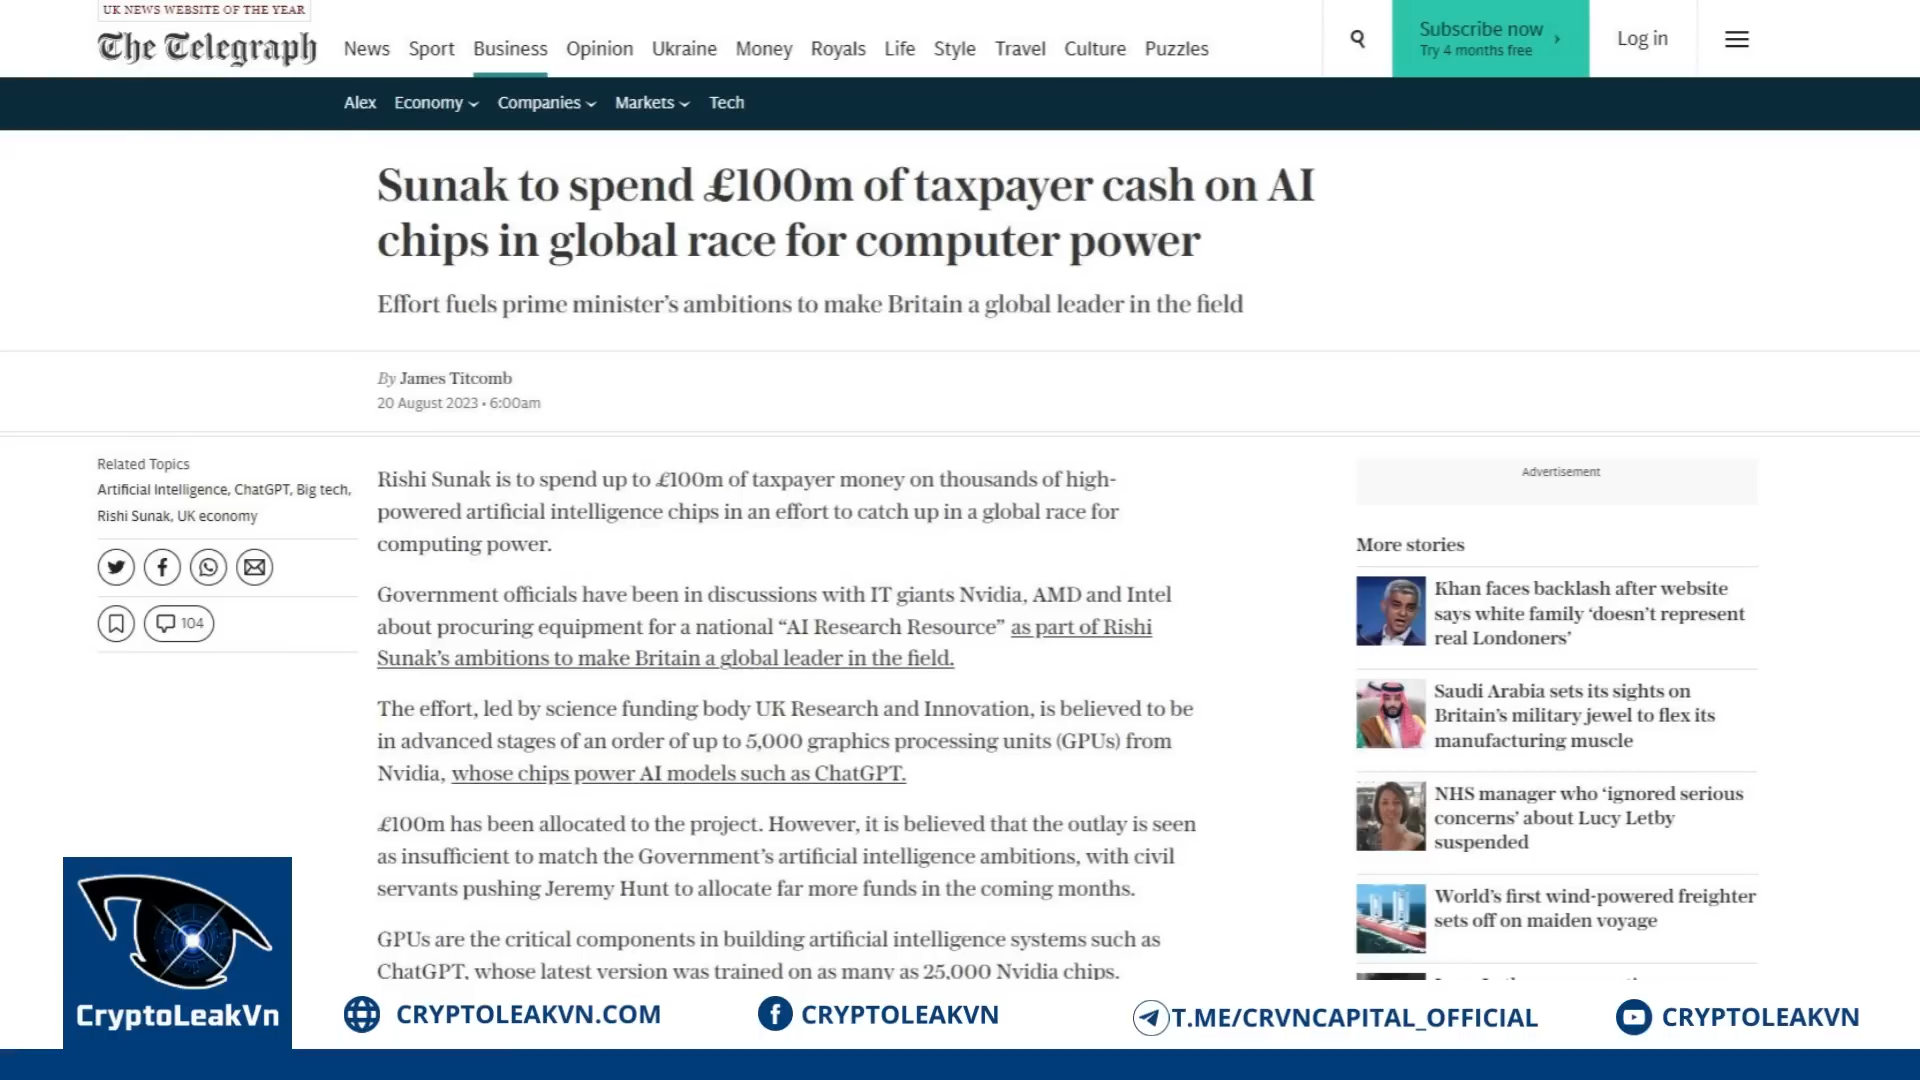 UK NEWS WEBSITE OF THE YEAR
The Telegraph
News Sport Business Opinion Ukraine Money Royals Life Style Travel Culture Puzzles
Subscribe now
Try 4 months free
Log in
Alex Economy Companies Markets Tech
Sunak to spend £100m of taxpayer cash on AI
chips in global race for computer power
Effort fuels prime minister’s ambitions to make Britain a global leader in the field
By James Titcomb
20 August 2023 • 6:00am
Related Topics
Artificial Intelligence, ChatGPT, Big tech,
Rishi Sunak, UK economy
104
Rishi Sunak is to spend up to £100m of taxpayer money on thousands of high-
powered artificial intelligence chips in an effort to catch up in a global race for
computing power.
Government officials have been in discussions with IT giants Nvidia, AMD and Intel
about procuring equipment for a national “AI Research Resource” as part of Rishi
Sunak’s ambitions to make Britain a global leader in the field.
The effort, led by science funding body UK Research and Innovation, is believed to be
in advanced stages of an order of up to 5,000 graphics processing units (GPUs) from
Nvidia, whose chips power AI models such as ChatGPT.
£100m has been allocated to the project. However, it is believed that the outlay is seen
as insufficient to match the Government’s artificial intelligence ambitions, with civil
servants pushing Jeremy Hunt to allocate far more funds in the coming months.
GPUs are the critical components in building artificial intelligence systems such as
ChatGPT, whose latest version was trained on as many as 25,000 Nvidia chips.
Advertisement
More stories
Khan faces backlash after website
says white family ‘doesn’t represent
real Londoners’
Saudi Arabia sets its sights on
Britain’s military jewel to flex its
manufacturing muscle
NHS manager who ‘ignored serious
concerns’ about Lucy Letby
suspended
World’s first wind-powered freighter
sets off on maiden voyage
CryptoLeakVn
CRYPTOLEAKVN.COM
CRYPTOLEAKVN
T.ME/CRVNCAPITAL_OFFICIAL
CRYPTOLEAKVN